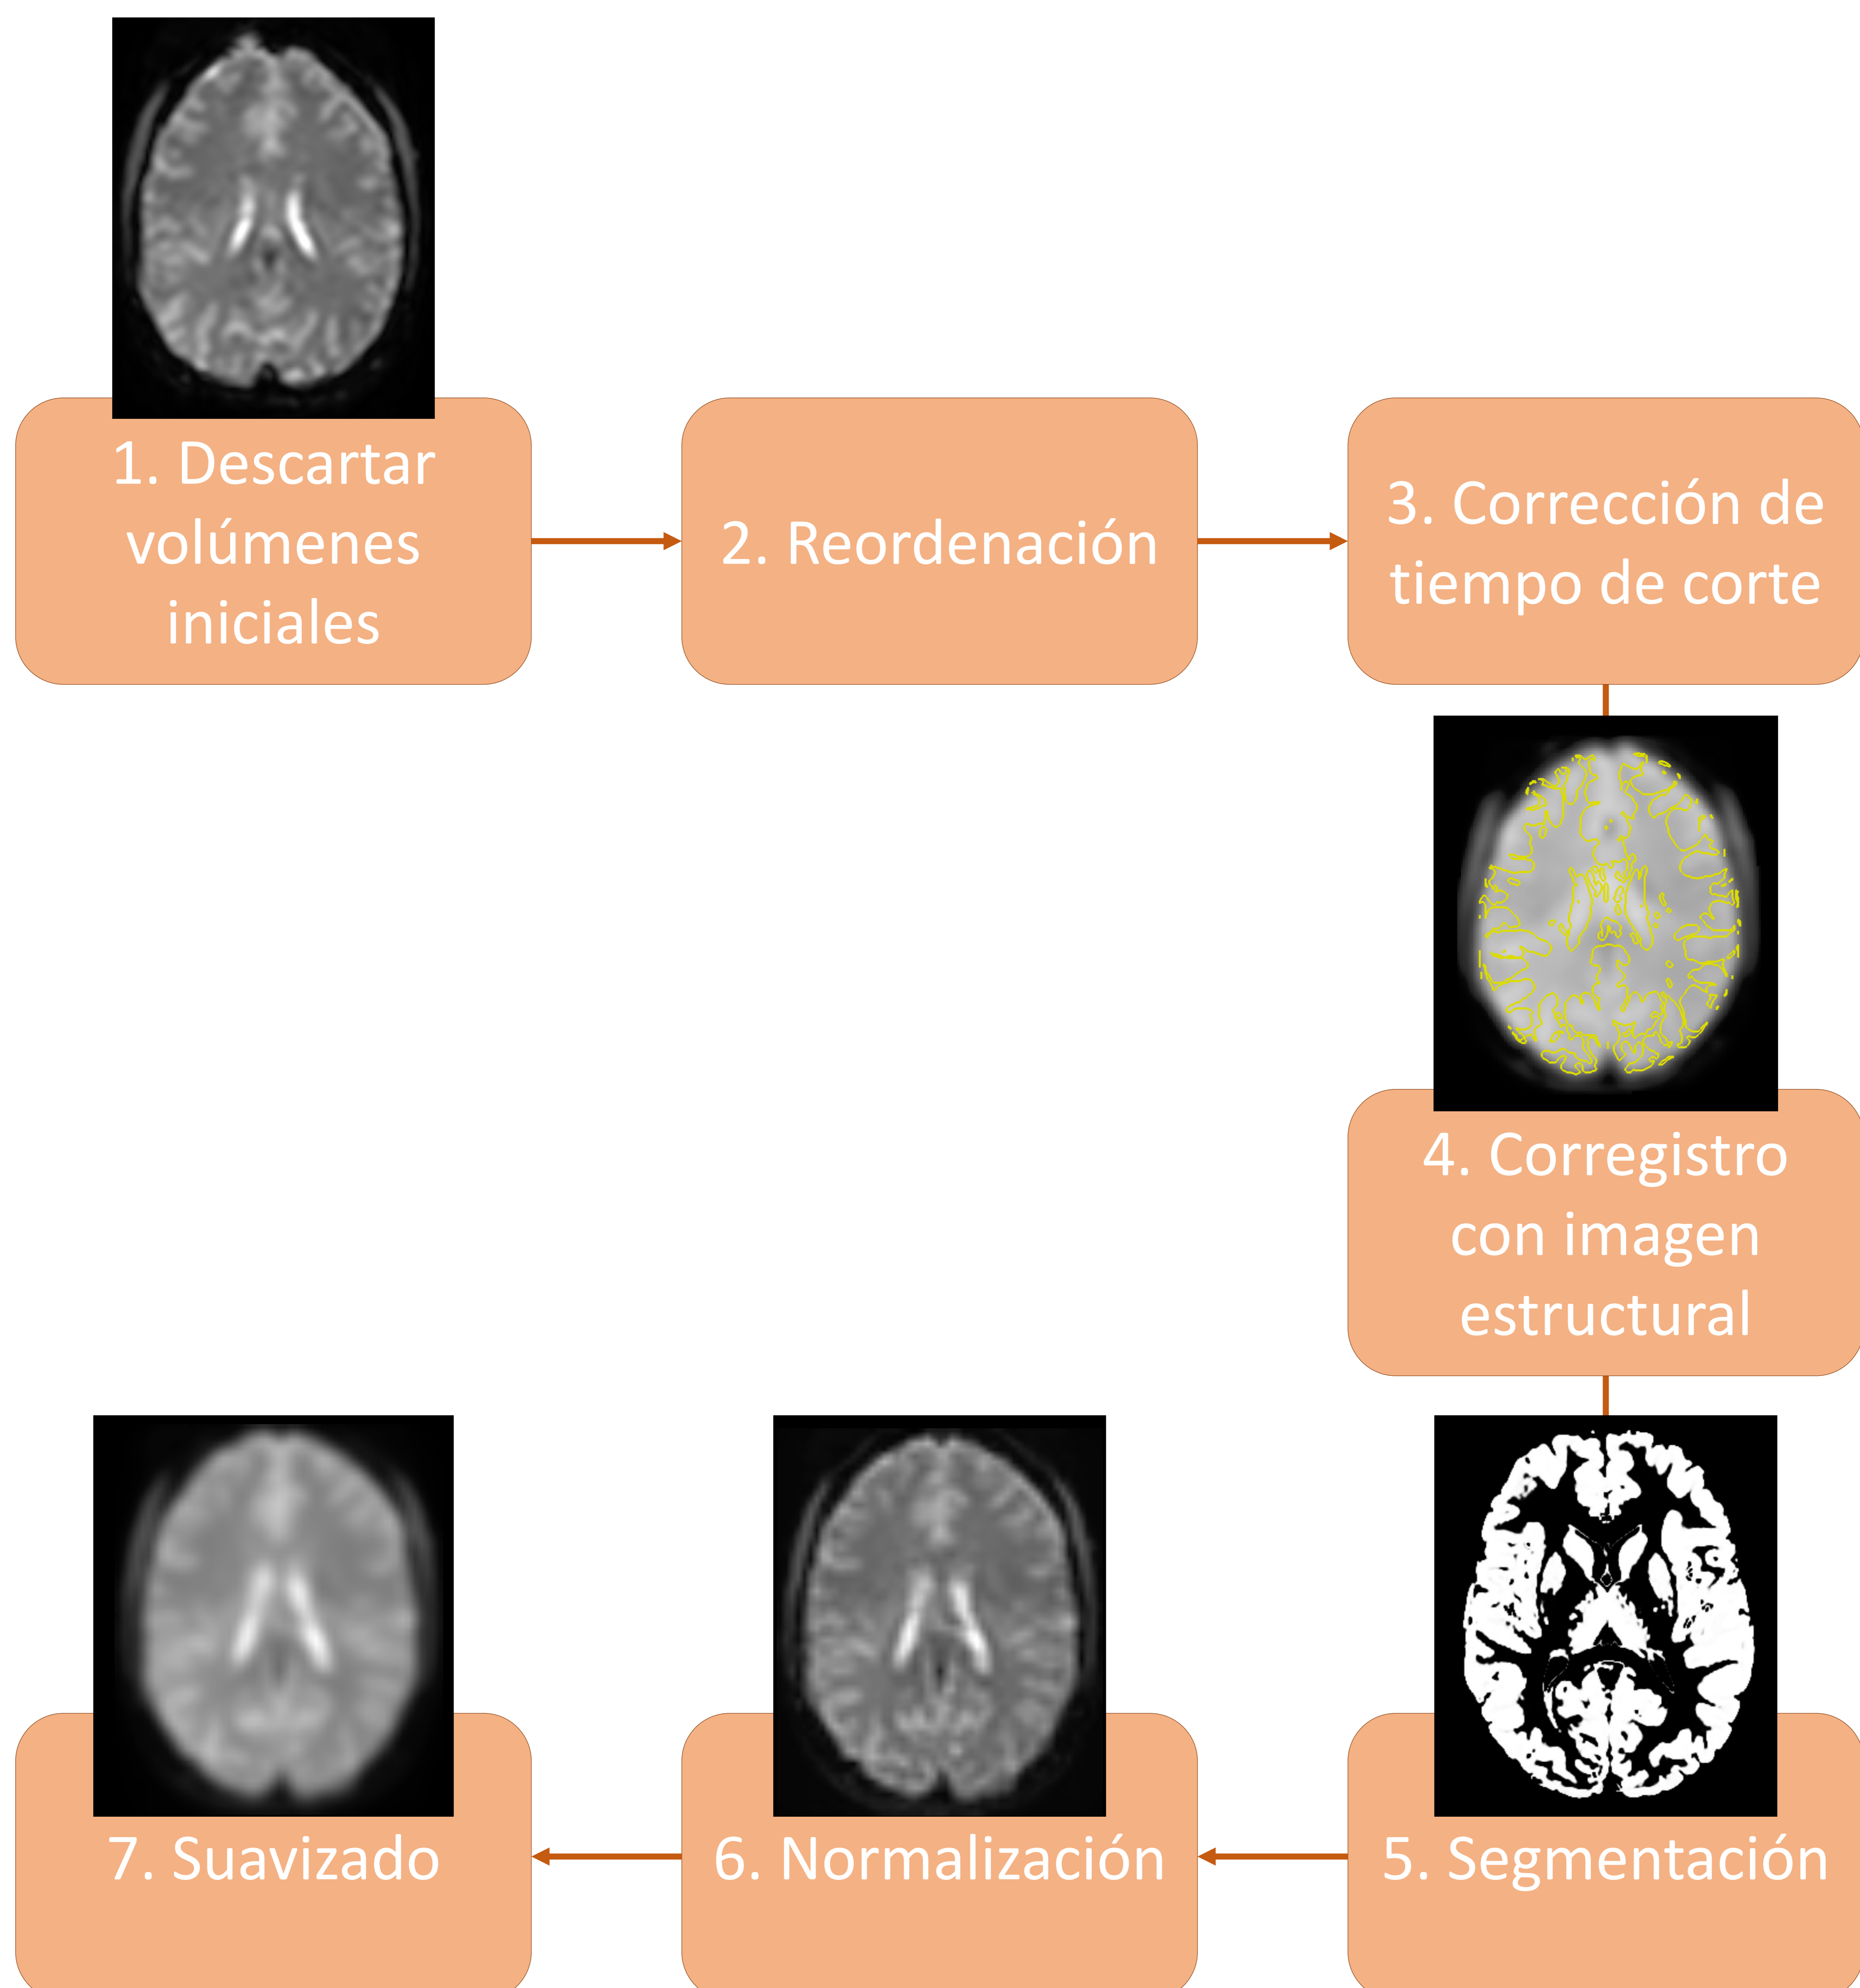 1. Descartar
volúmenes
iniciales
2. Reordenación
3. Corrección de
tiempo de corte
4. Corregistro
con imagen
estructural
7. Suavizado
6. Normalización
5. Segmentación